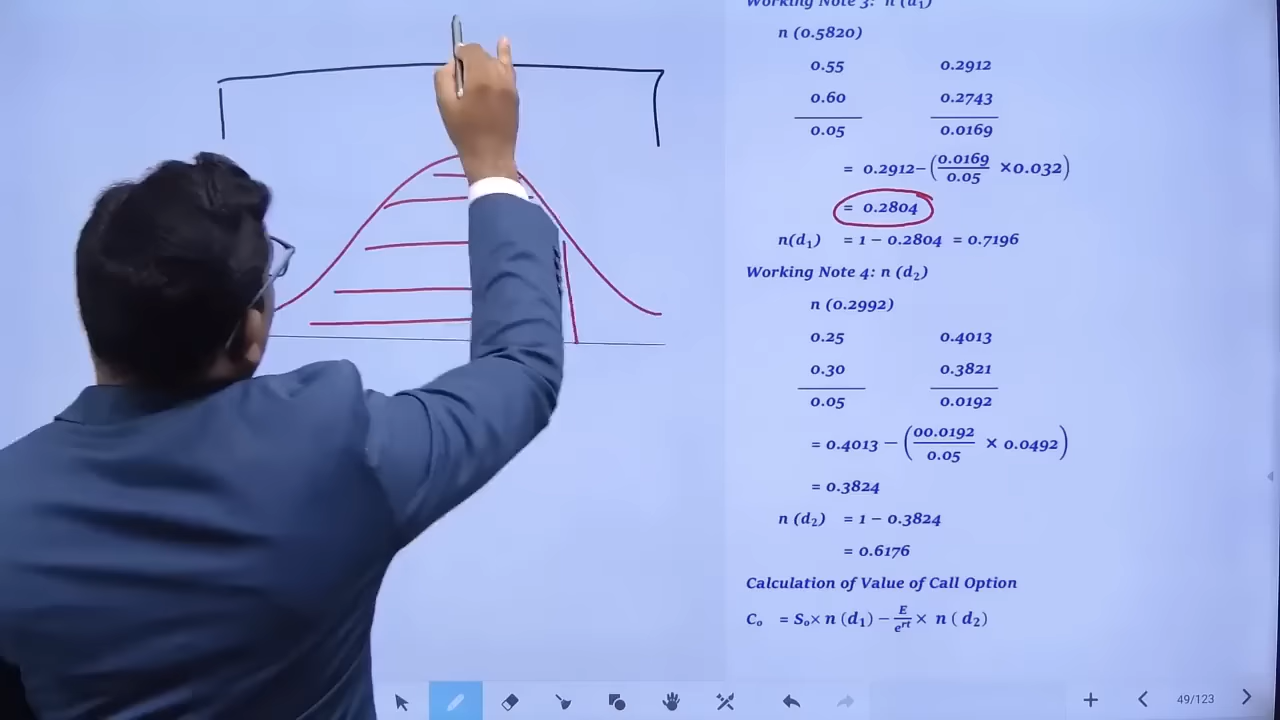 Working Note 3: n (d₁)
n (0.5820)
0.55 0.2912
0.60 0.2743
0.05 0.0169
= 0.2912−(0.0169/0.05 ×0.032)
= 0.2804
n(d₁) = 1 − 0.2804 = 0.7196
Working Note 4: n (d₂)
n (0.2992)
0.25 0.4013
0.30 0.3821
0.05 0.0192
= 0.4013 − (00.0192/0.05 × 0.0492)
= 0.3824
n (d₂) = 1 − 0.3824
= 0.6176
Calculation of Value of Call Option
Cₒ = Sₒ× n (d₁) − E/eʳᵗ × n ( d₂)
49/123